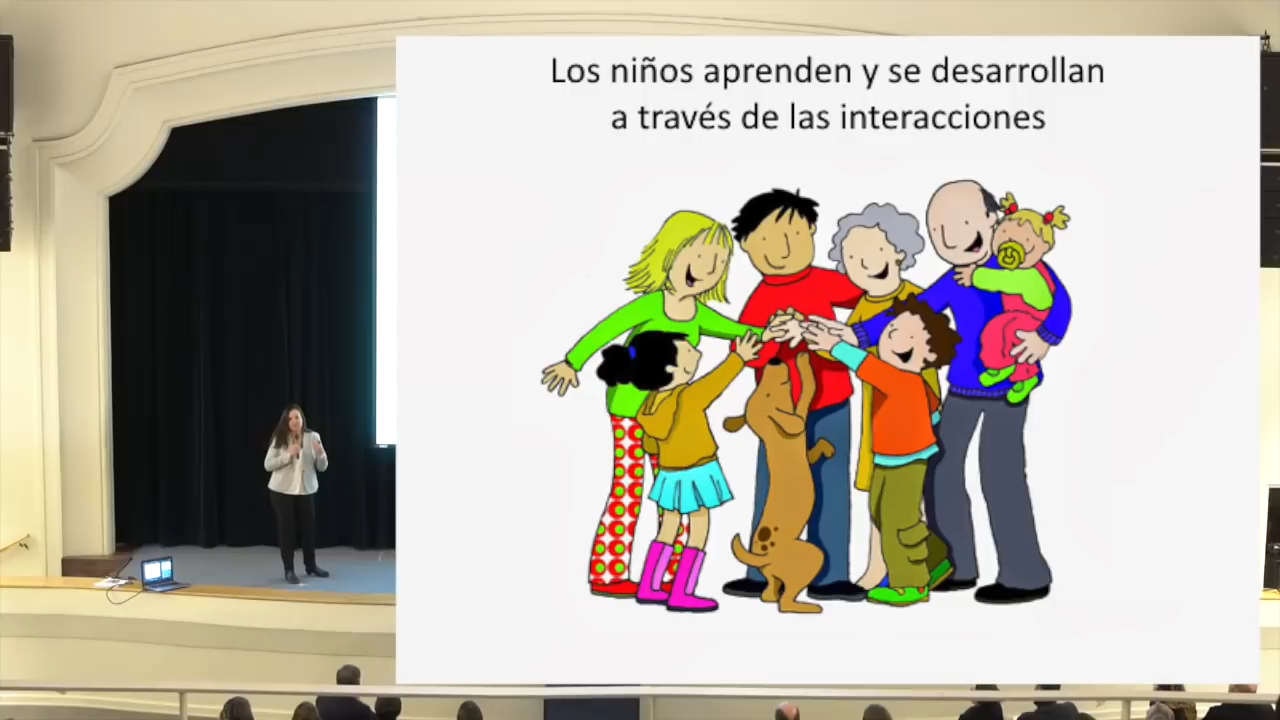 Los niños aprenden y se desarrollan
a través de las interacciones